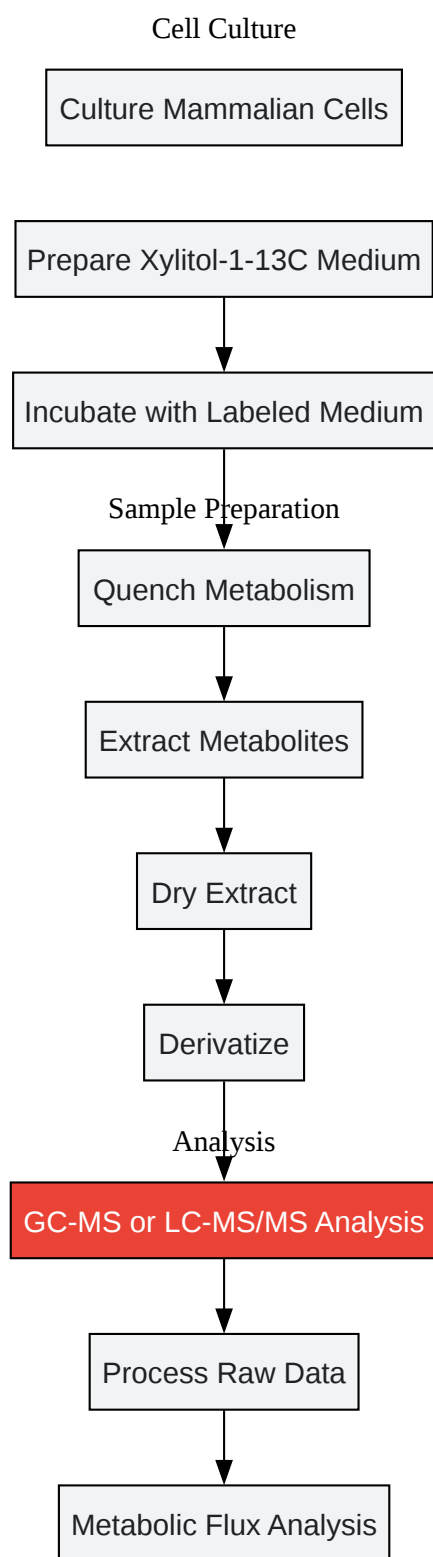 Cell Culture
Culture Mammalian Cells
Prepare Xylitol-1-13C Medium
Incubate with Labeled Medium
Sample Preparation
Quench Metabolism
Extract Metabolites
Dry Extract
Derivatize
Analysis
GC-MS or LC-MS/MS Analysis
Process Raw Data
Metabolic Flux Analysis